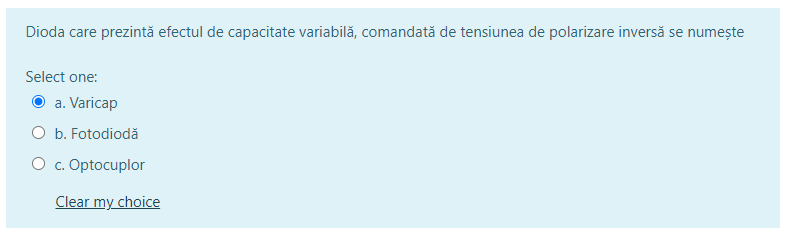 Dioda care prezintă efectul de capacitate variabilă, comandată de tensiunea de polarizare inversă se numește
Select one:
a. Varicap
b. Fotodiodă
c. Optocuplor
Clear my choice